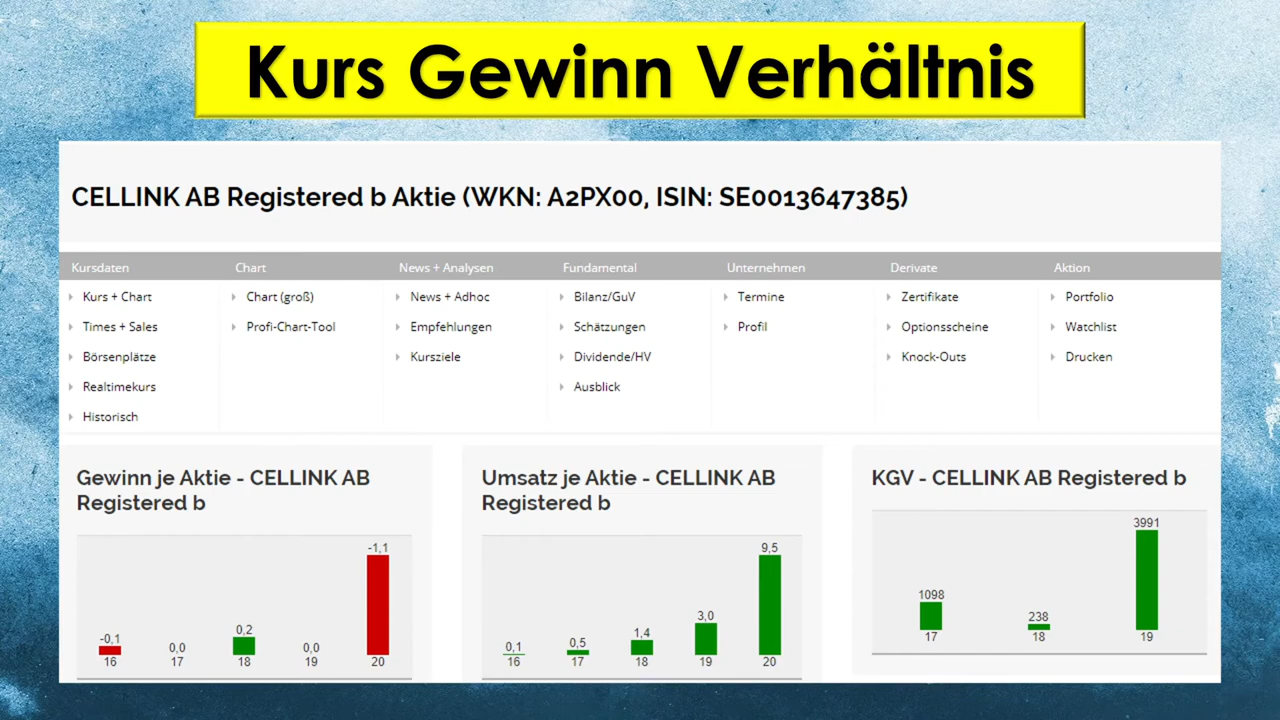 Kurs Gewinn Verhältnis
CELLINK AB Registered b Aktie (WKN: A2PX00, ISIN: SE0013647385)
Kursdaten Chart News + Analysen Fundamental Unternehmen Derivate Aktion
Kurs + Chart Chart (groß) News + Adhoc Bilanz/GuV Termine Zertifikate Portfolio
Times + Sales Profi-Chart-Tool Empfehlungen Schätzungen Profil Optionsscheine Watchlist
Börsenplätze Kursziele Dividende/HV Knock-Outs Drucken
Realtimekurs Ausblick
Historisch
Gewinn je Aktie - CELLINK AB
Registered b
-0,1 0,0 0,2 0,0 -1,1
16 17 18 19 20
Umsatz je Aktie - CELLINK AB
Registered b
0,1 0,5 1,4 3,0 9,5
16 17 18 19 20
KGV - CELLINK AB Registered b
1098 238 3991
17 18 19